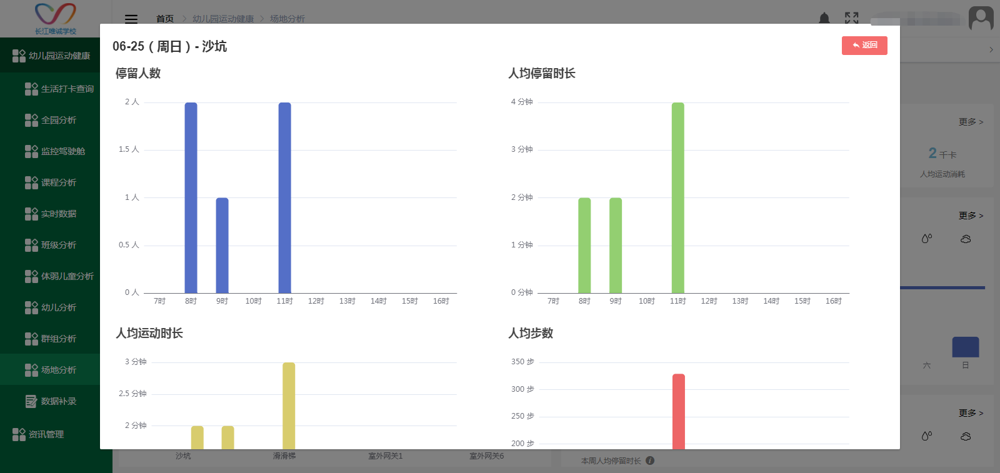 长江唯诚学校
首页 > 幼儿园运动健康 > 场地分析
幼儿园运动健康
生活打卡查询
全园分析
监控驾驶舱
课程分析
实时数据
班级分析
体弱儿童分析
幼儿分析
群组分析
场地分析
数据补录
资讯管理
06-25 ( 周日 ) - 沙坑
返回
停留人数
2 人
1.5 人
1 人
0.5 人
0 人
7时 8时 9时 10时 11时 12时 13时 14时 15时 16时
人均停留时长
4 分钟
3 分钟
2 分钟
1 分钟
0 分钟
7时 8时 9时 10时 11时 12时 13时 14时 15时 16时
人均运动时长
3 分钟
2.5 分钟
2 分钟
人均步数
350 步
300 步
250 步
200 步
更多 >
2 千卡
人均运动消耗
更多 >
六 日
更多 >
沙坑 滑滑梯 室外网关1 室外网关6
本周人均停留时长